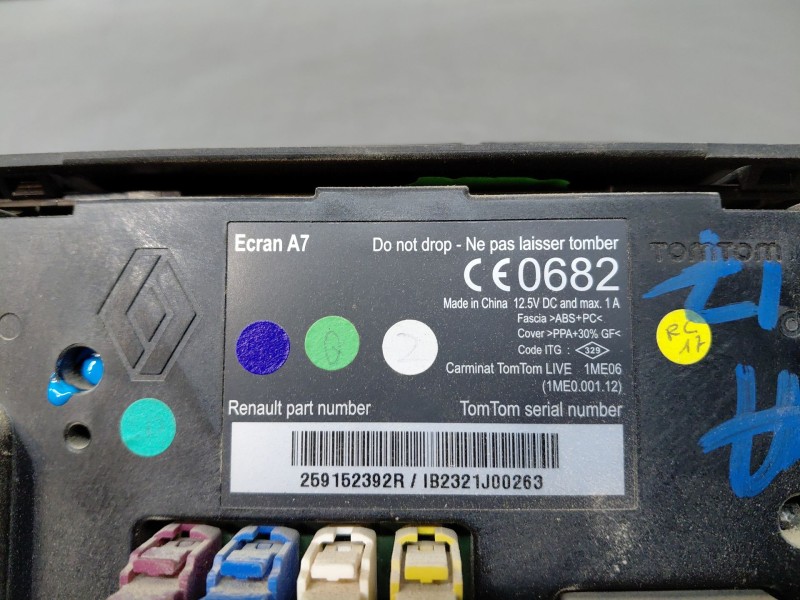 Ecran A7
Do not drop - Ne pas laisser tomber
TOMTOM
CE0682
Made in China 12.5V DC and max. 1 A
Fascia >ABS+PC<
Cover >PPA+30% GF<
Code ITG : 329
Carminat TomTom LIVE 1ME06
(1ME0.001.12)
RC
17
Renault part number
TomTom serial number
259152392R / IB2321J00263